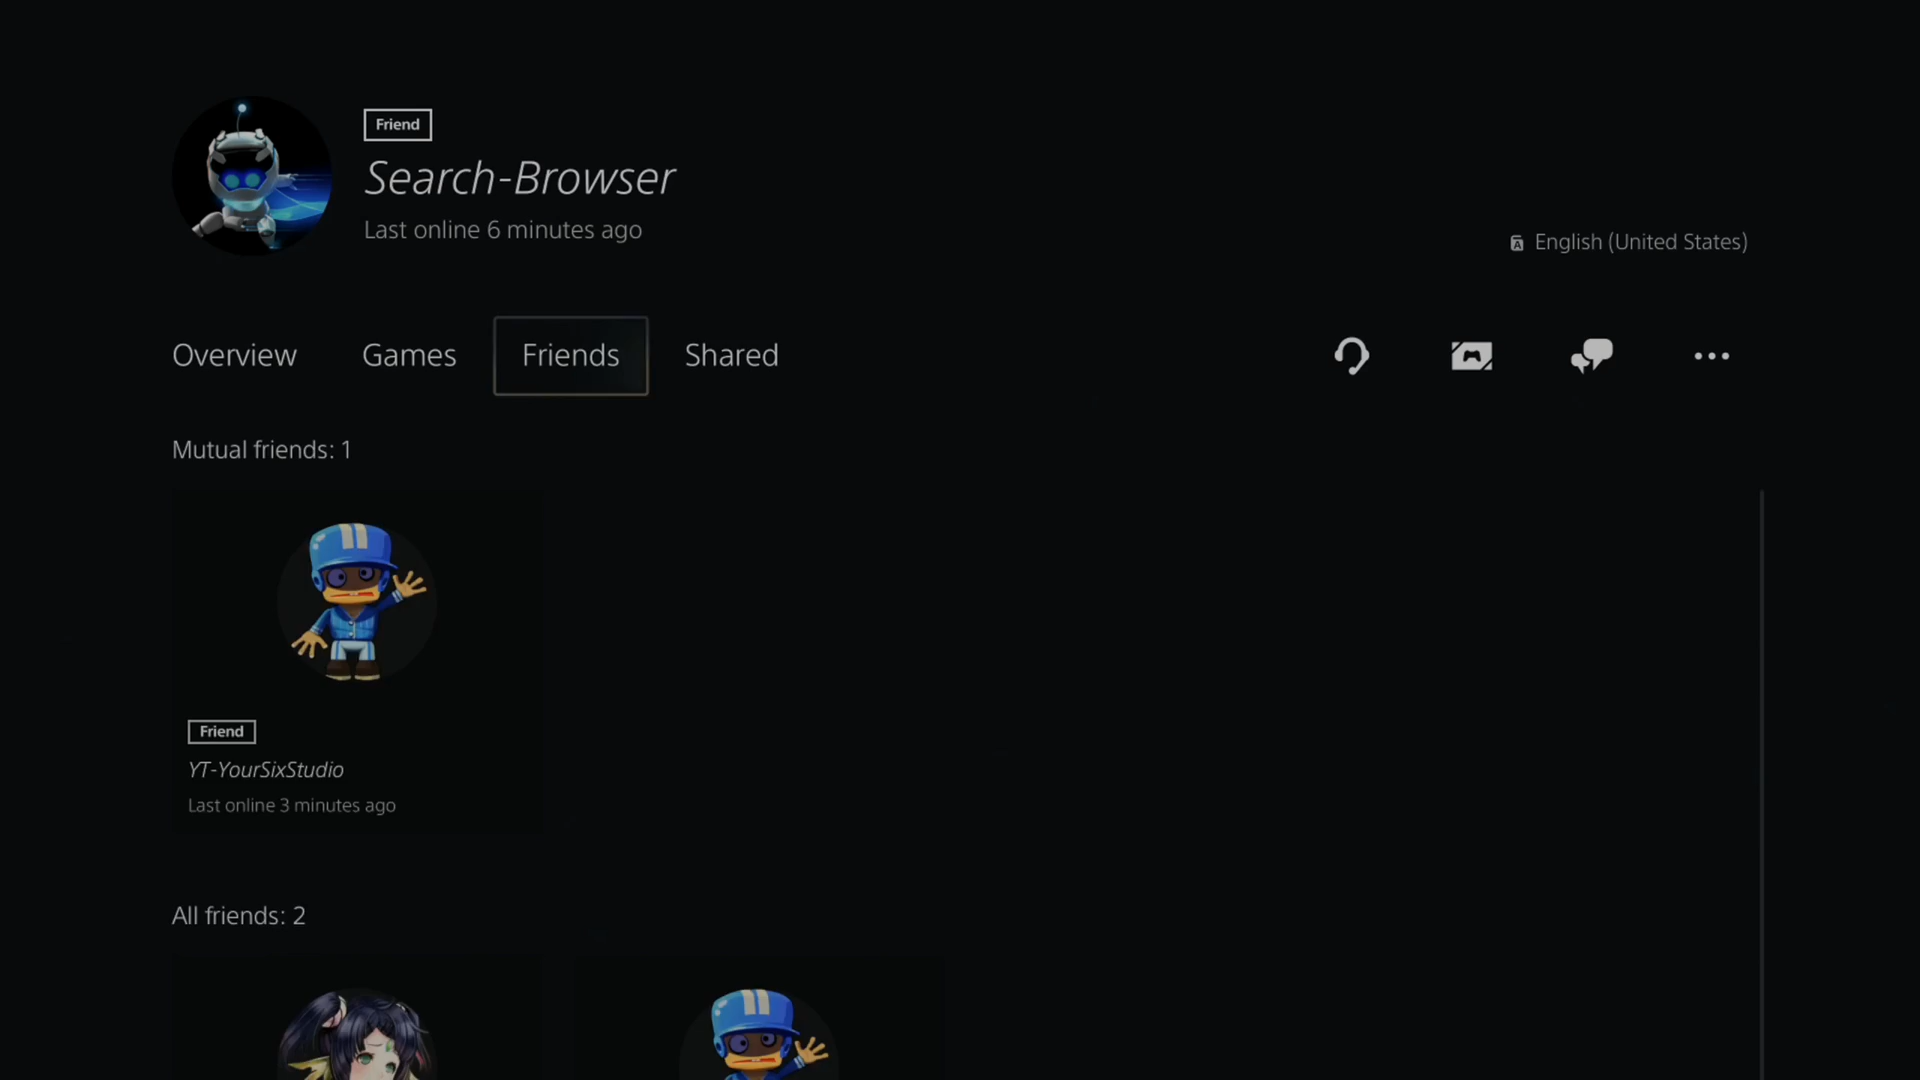 Friend
Search-Browser
Last online 6 minutes ago
English (United States)
Overview
Games
Friends
Shared
Mutual friends: 1
Friend
YT-YourSixStudio
Last online 3 minutes ago
All friends: 2